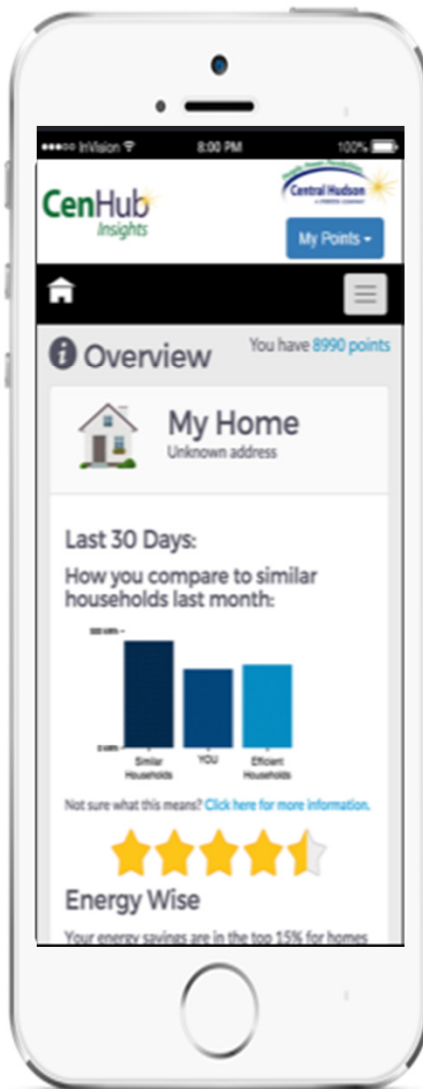 InVision 8:00 PM 100%
CenHub
Insights
Central Hudson
My Points
Overview
You have 8990 points
My Home
Unknown address
Last 30 Days:
How you compare to similar
households last month:
0 kWh
Similar
Households
YOU
Efficient
Households
Not sure what this means? Click here for more information.
Energy Wise
Your energy savings are in the top 15% for homes